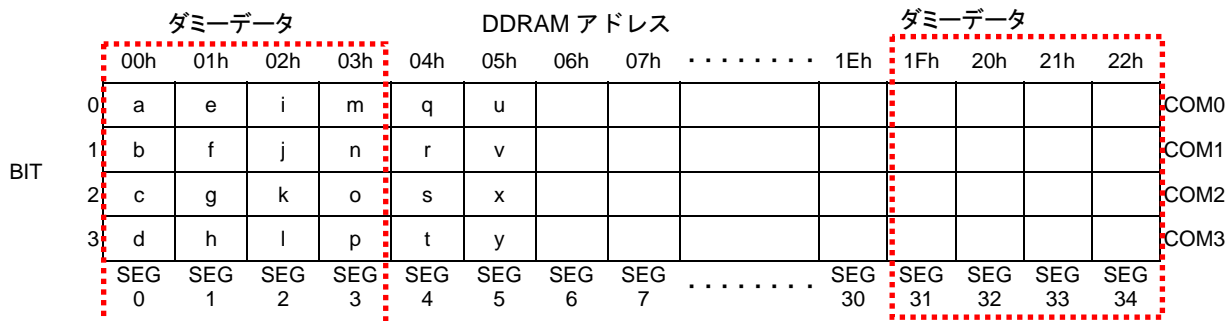 ダミーデータ DDRAM アドレス ダミーデータ
00h 01h 02h 03h 04h 05h 06h 07h ・・・・・・・・ 1Eh 1Fh 20h 21h 22h
0 a e i m q u COM0
1 b f j n r v COM1
BIT
2 c g k o s x COM2
3 d h l p t y COM3
SEG SEG SEG SEG SEG SEG SEG SEG ・・・・・・・・ SEG SEG SEG SEG SEG
0 1 2 3 4 5 6 7 30 31 32 33 34